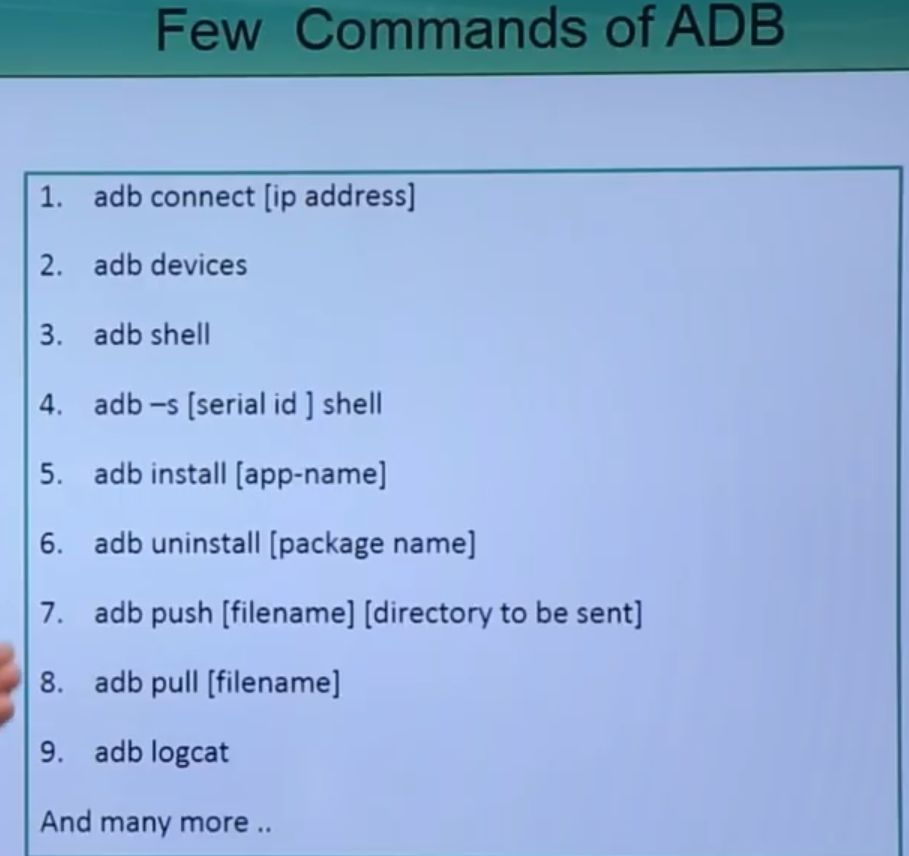 Few Commands of ADB
1. adb connect [ip address]
2. adb devices
3. adb shell
4. adb –s [serial id ] shell
5. adb install [app-name]
6. adb uninstall [package name]
7. adb push [filename] [directory to be sent]
8. adb pull [filename]
9. adb logcat
And many more ..